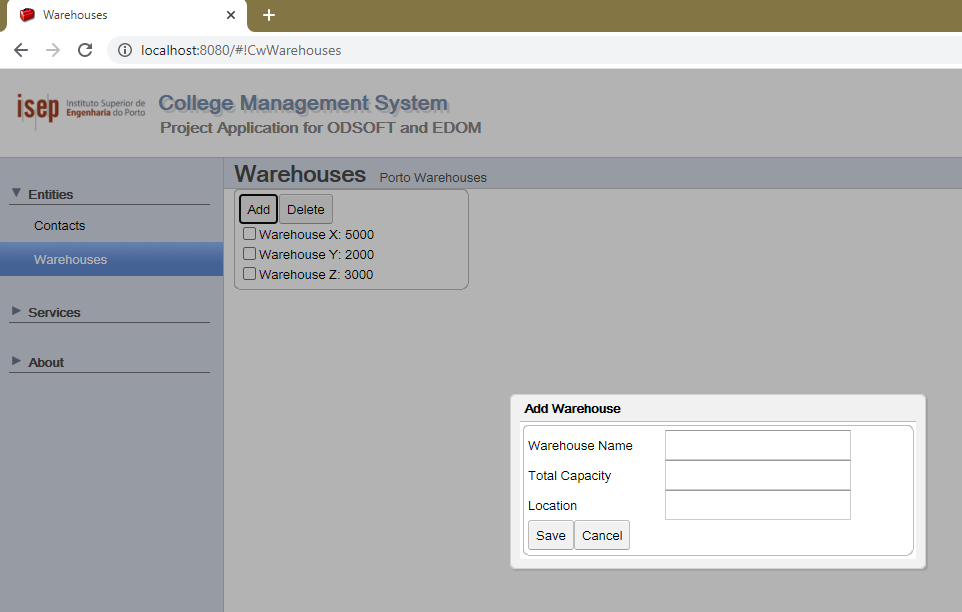 Warehouses
localhost:8080/#!CwWarehouses
isep Instituto Superior de
Engenharia do Porto
College Management System
Project Application for ODSOFT and EDOM
Entities
Contacts
Warehouses
Services
About
Warehouses Porto Warehouses
Add Delete
Warehouse X: 5000
Warehouse Y: 2000
Warehouse Z: 3000
Add Warehouse
Warehouse Name
Total Capacity
Location
Save Cancel